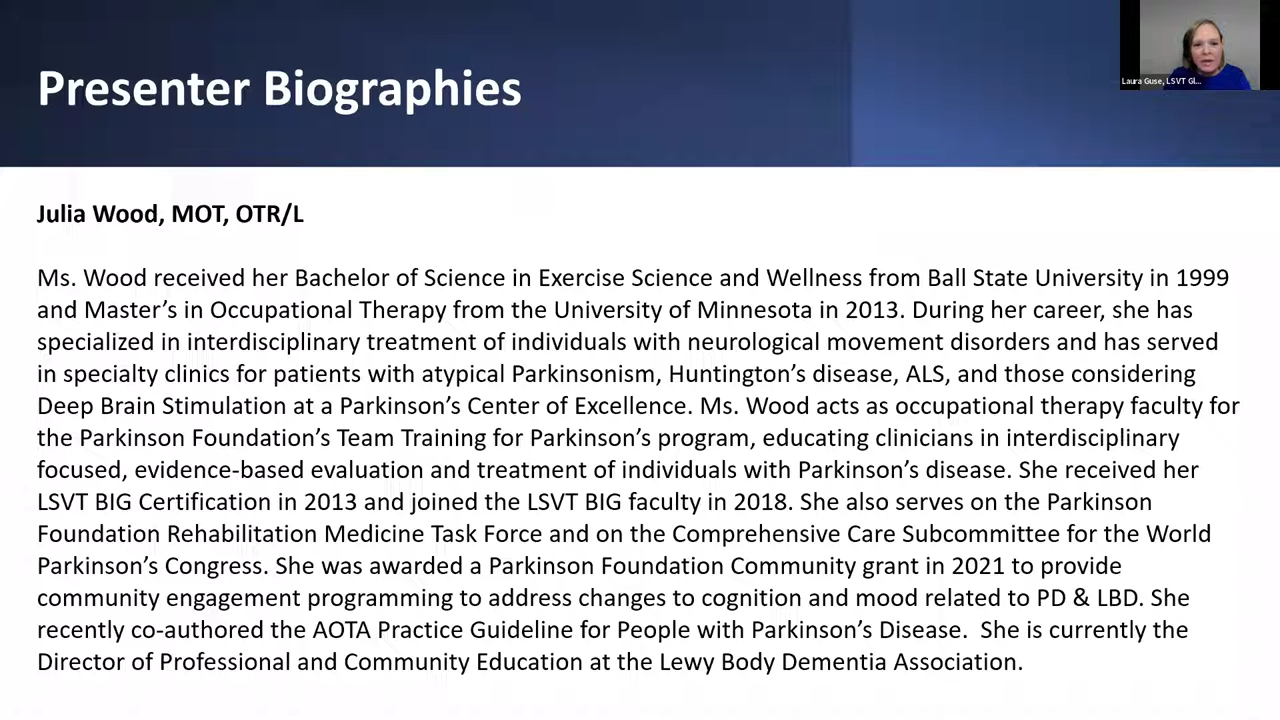 Presenter Biographies
Laura Guse, LSVT Gl...
Julia Wood, MOT, OTR/L
Ms. Wood received her Bachelor of Science in Exercise Science and Wellness from Ball State University in 1999
and Master’s in Occupational Therapy from the University of Minnesota in 2013. During her career, she has
specialized in interdisciplinary treatment of individuals with neurological movement disorders and has served
in specialty clinics for patients with atypical Parkinsonism, Huntington’s disease, ALS, and those considering
Deep Brain Stimulation at a Parkinson’s Center of Excellence. Ms. Wood acts as occupational therapy faculty for
the Parkinson Foundation’s Team Training for Parkinson’s program, educating clinicians in interdisciplinary
focused, evidence-based evaluation and treatment of individuals with Parkinson’s disease. She received her
LSVT BIG Certification in 2013 and joined the LSVT BIG faculty in 2018. She also serves on the Parkinson
Foundation Rehabilitation Medicine Task Force and on the Comprehensive Care Subcommittee for the World
Parkinson’s Congress. She was awarded a Parkinson Foundation Community grant in 2021 to provide
community engagement programming to address changes to cognition and mood related to PD & LBD. She
recently co-authored the AOTA Practice Guideline for People with Parkinson’s Disease.  She is currently the
Director of Professional and Community Education at the Lewy Body Dementia Association.